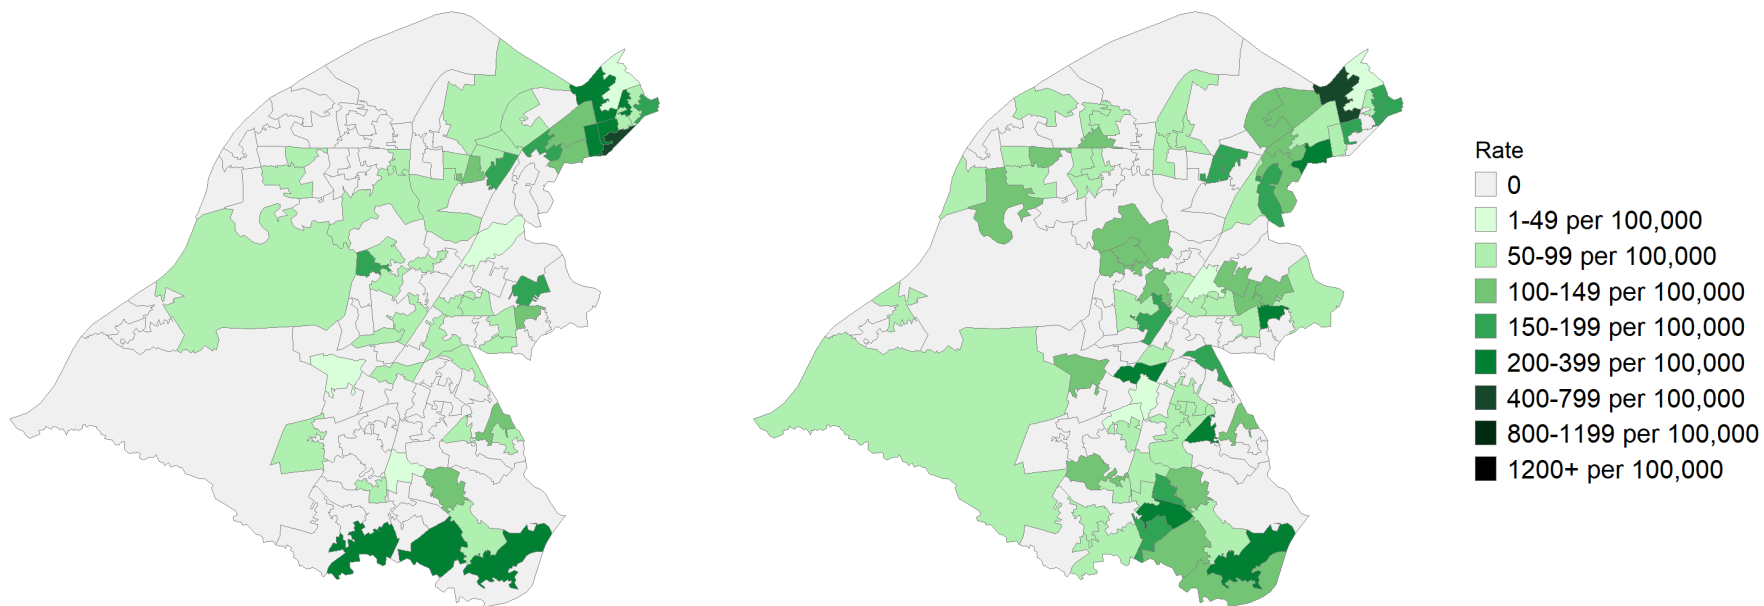 Rate
0
1-49 per 100,000
50-99 per 100,000
100-149 per 100,000
150-199 per 100,000
200-399 per 100,000
400-799 per 100,000
800-1199 per 100,000
1200+ per 100,000